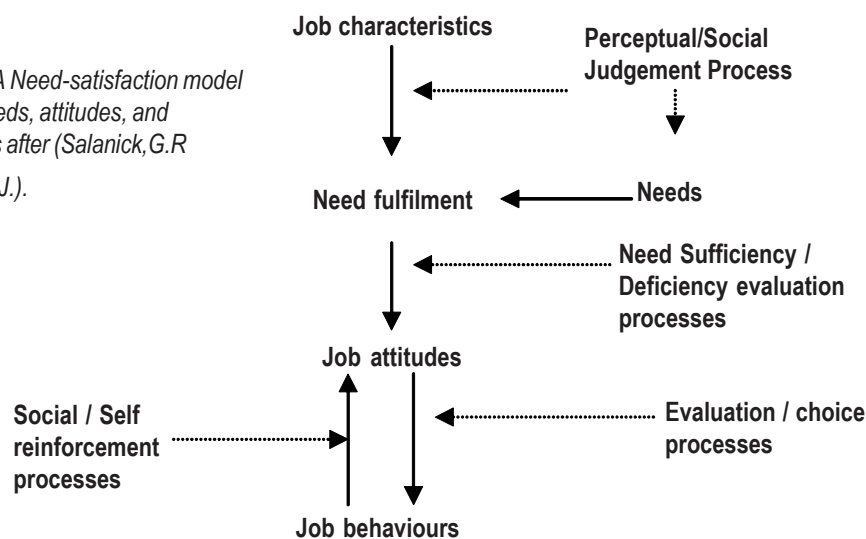 Job characteristics
Perceptual/Social
Judgement Process
A Need-satisfaction model
eds, attitudes, and
s after (Salanick,G.R
J.).
Need fulfilment
Needs
Need Sufficiency /
Deficiency evaluation
processes
Job attitudes
Social / Self
reinforcement
processes
Evaluation / choice
processes
Job behaviours